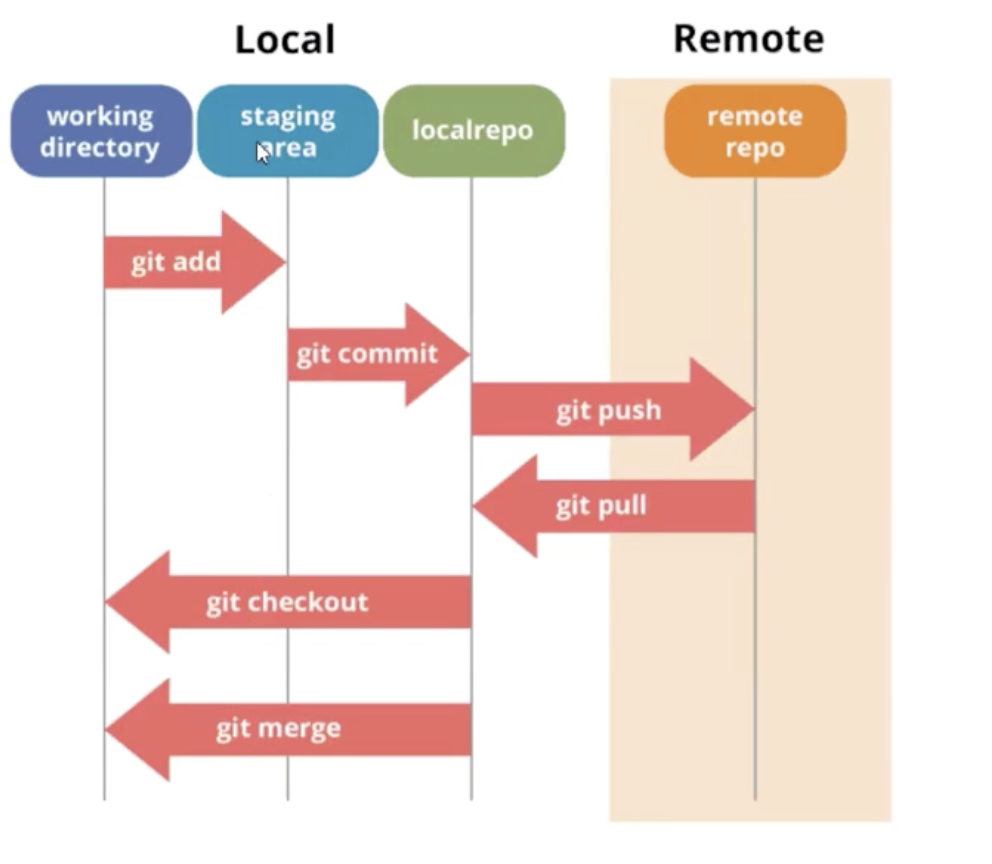 Local
Remote
working
directory
staging
area
localrepo
remote
repo
git add
git commit
git push
git pull
git checkout
git merge